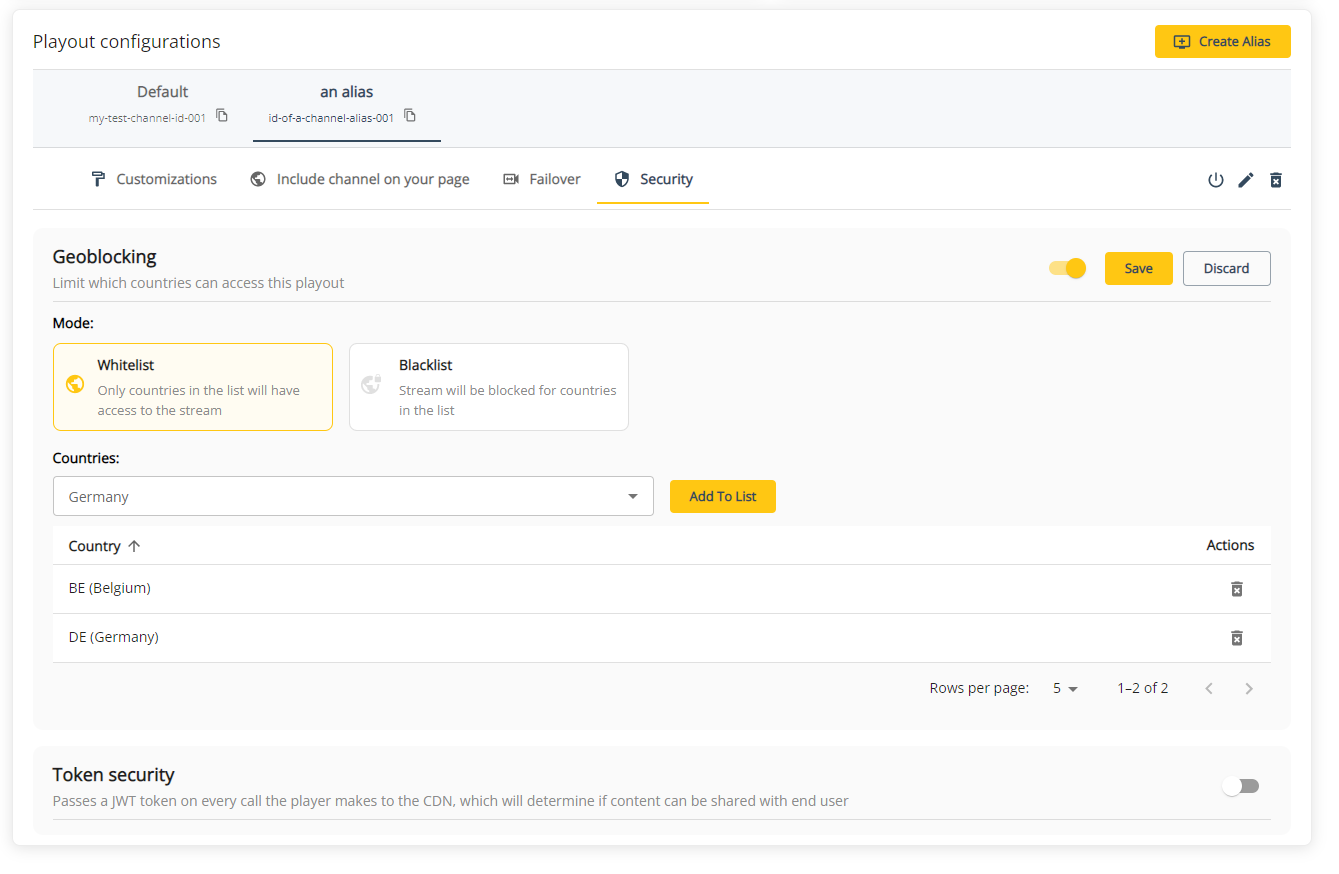 Playout configurations
Create Alias
Default
my-test-channel-id-001
an alias
id-of-a-channel-alias-001
Customizations
Include channel on your page
Failover
Security
Geoblocking
Limit which countries can access this playout
Save
Discard
Mode:
Whitelist
Only countries in the list will have
access to the stream
Blacklist
Stream will be blocked for countries
in the list
Countries:
Germany
Add To List
Country
Actions
BE (Belgium)
DE (Germany)
Rows per page:
5
1–2 of 2
Token security
Passes a JWT token on every call the player makes to the CDN, which will determine if content can be shared with end user